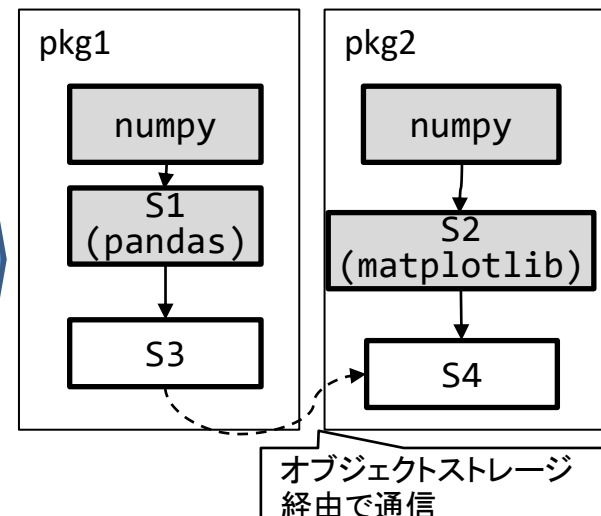 pkg1
numpy
S1
(pandas)
S3
pkg2
numpy
S2
(matplotlib)
S4
オブジェクトストレージ
経由で通信